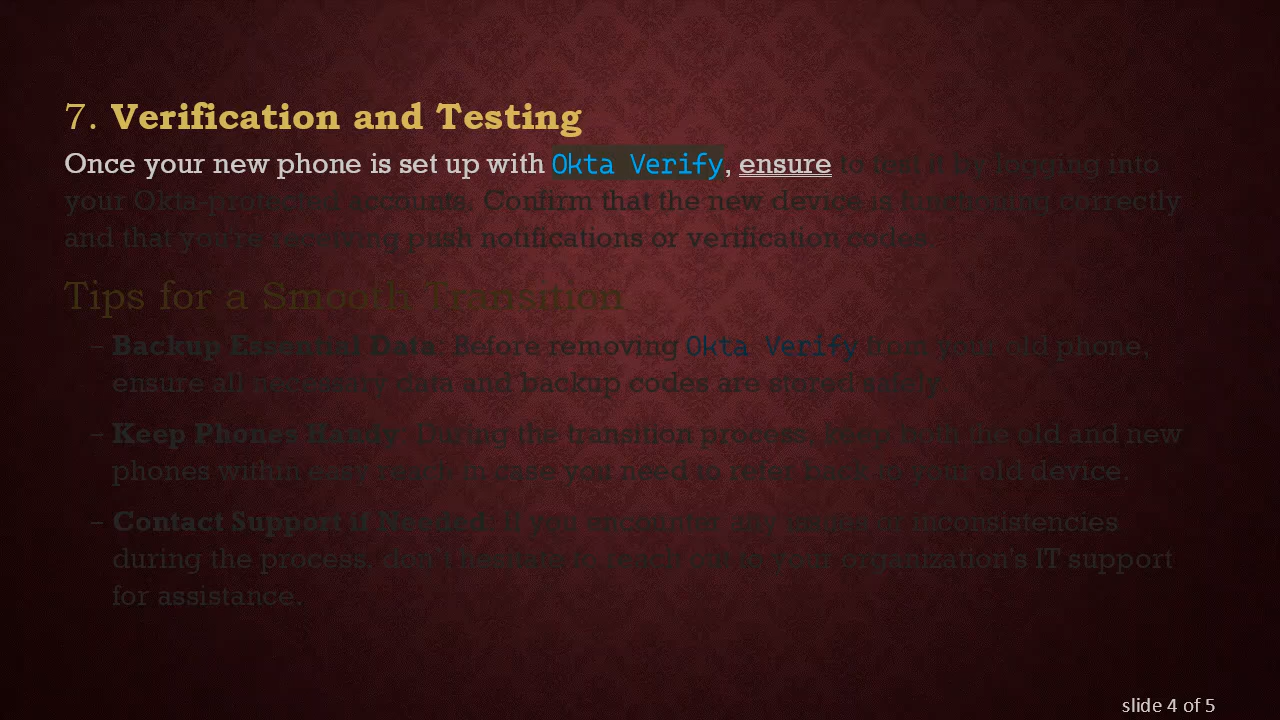 7. Verification and Testing
Once your new phone is set up with Okta Verify, ensure to test it by logging into
your Okta-protected accounts. Confirm that the new device is functioning correctly
and that you're receiving push notifications or verification codes.
Tips for a Smooth Transition
– Backup Essential Data: Before removing Okta Verify from your old phone,
ensure all necessary data and backup codes are stored safely.
– Keep Phones Handy: During the transition process, keep both the old and new
phones within easy reach in case you need to refer back to your old device.
– Contact Support if Needed: If you encounter any issues or inconsistencies
during the process, don't hesitate to reach out to your organization's IT support
for assistance.
slide 4 of 5